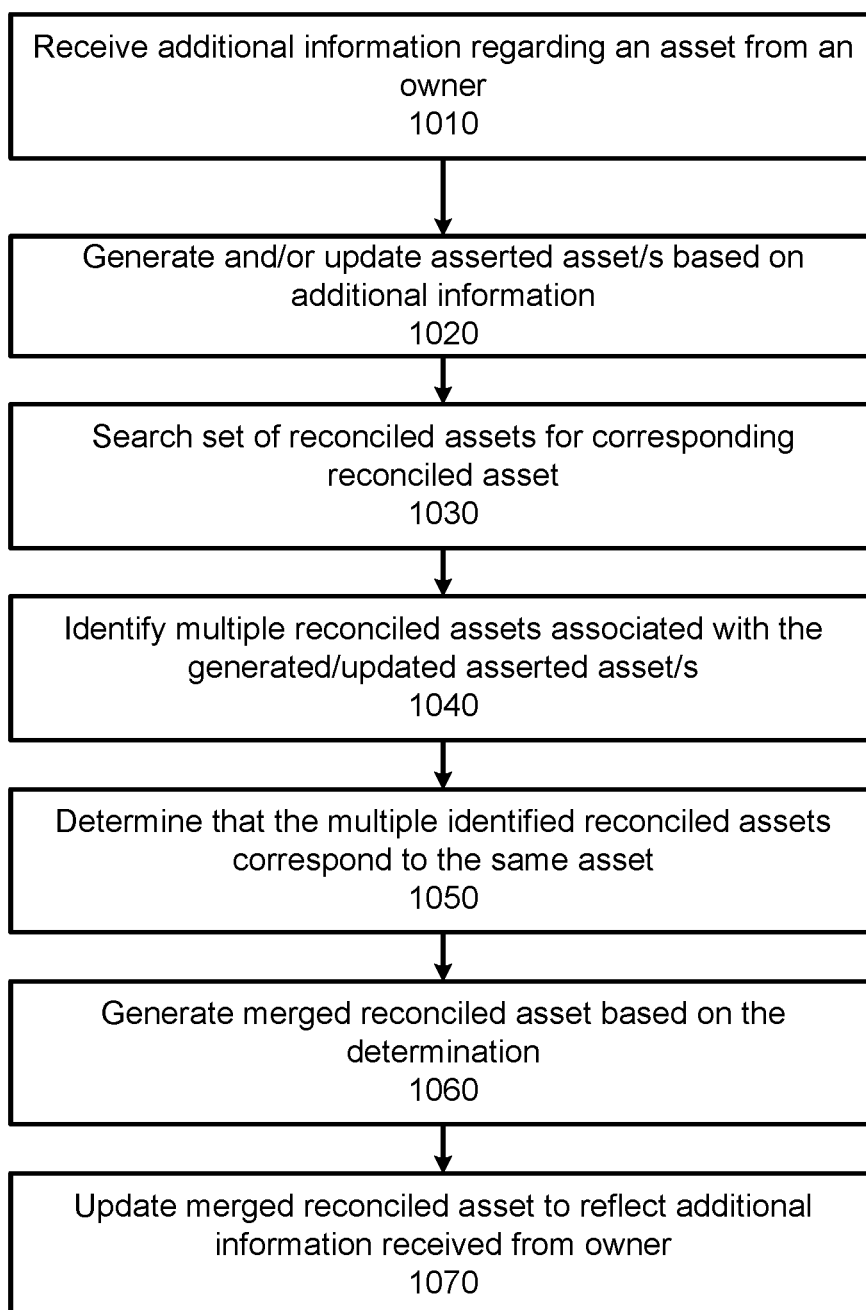 Receive additional information regarding an asset from an
owner
1010
Generate and/or update asserted asset/s based on
additional information
1020
Search set of reconciled assets for corresponding
reconciled asset
1030
Identify multiple reconciled assets associated with the
generated/updated asserted asset/s
1040
Determine that the multiple identified reconciled assets
correspond to the same asset
1050
Generate merged reconciled asset based on the
determination
1060
Update merged reconciled asset to reflect additional
information received from owner
1070